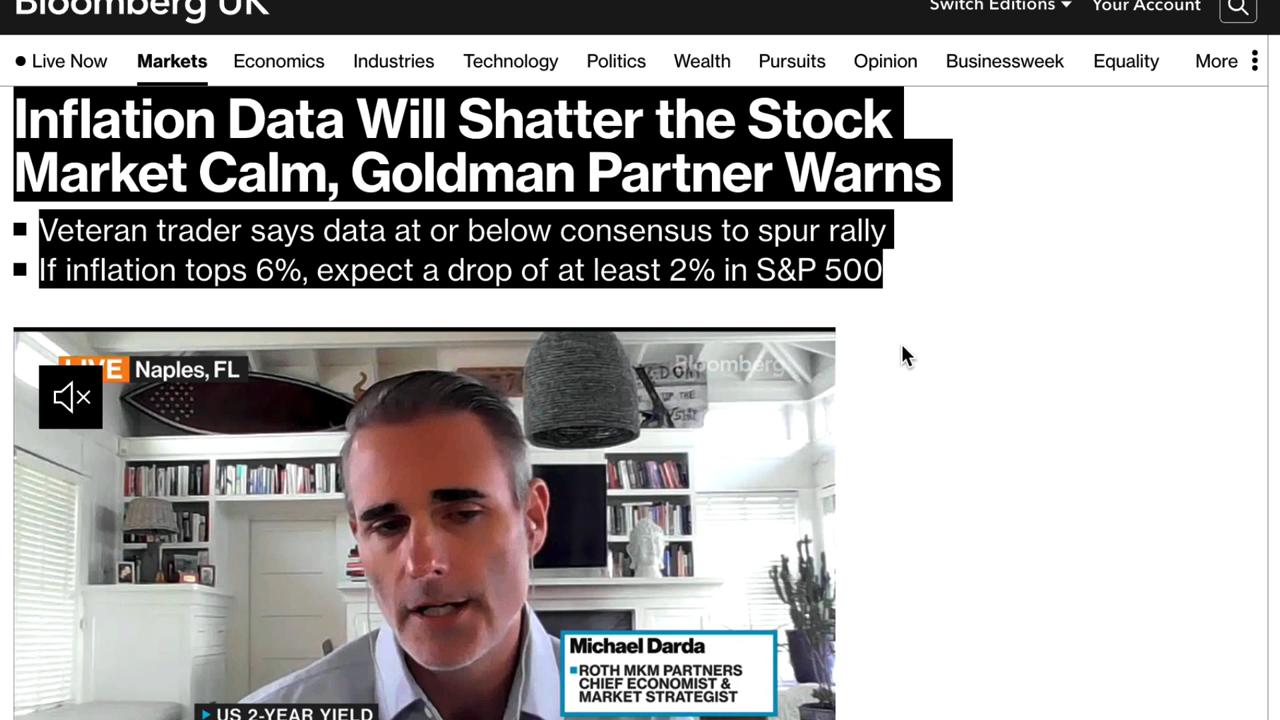 Bloomberg UK
Switch Editions
Your Account
Live Now
Markets
Economics
Industries
Technology
Politics
Wealth
Pursuits
Opinion
Businessweek
Equality
More
Inflation Data Will Shatter the Stock
Market Calm, Goldman Partner Warns
Veteran trader says data at or below consensus to spur rally
If inflation tops 6%, expect a drop of at least 2% in S&P 500
LIVE
Naples, FL
Bloomberg
Michael Darda
ROTH MKM PARTNERS
CHIEF ECONOMIST &
MARKET STRATEGIST
US 2-YEAR YIELD